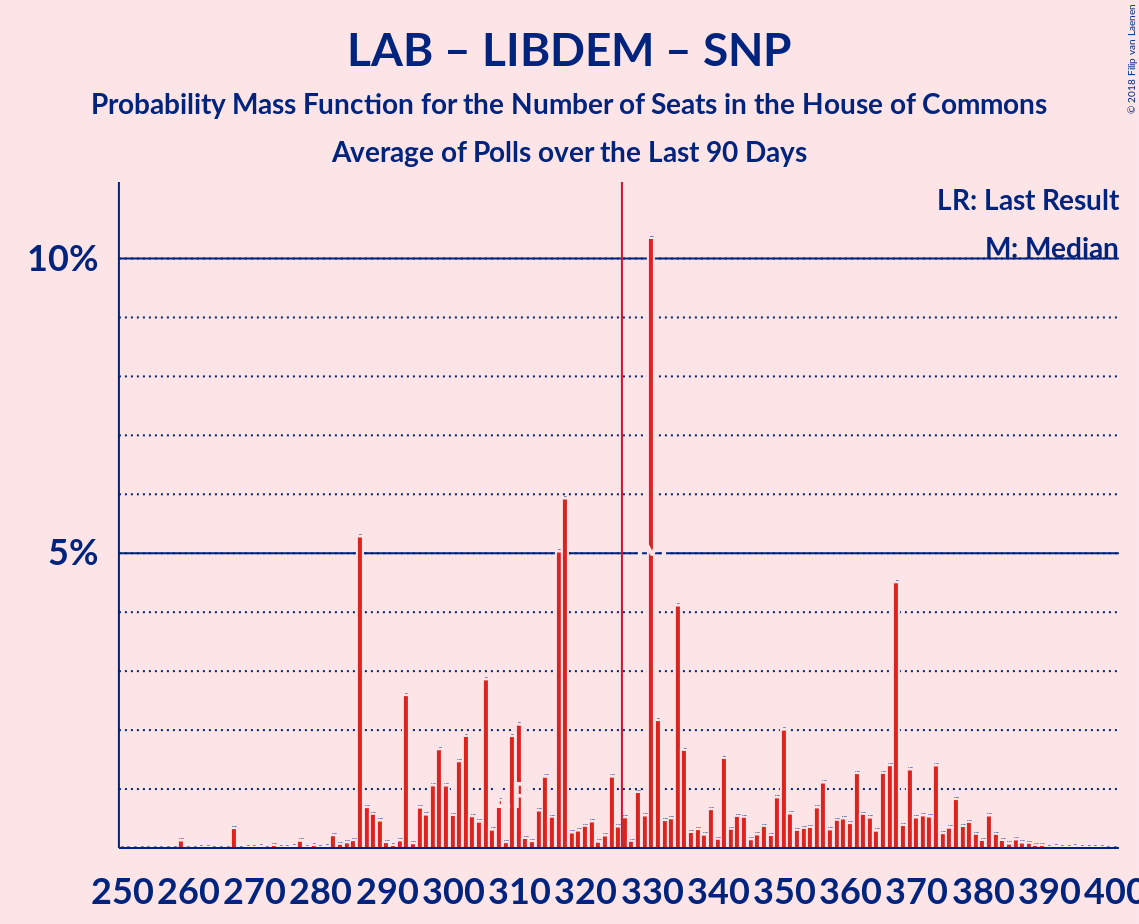 LAB – LIBDEM – SNP
Probability Mass Function for the Number of Seats in the House of Commons
Average of Polls over the Last 90 Days
© 2018 Filip van Laenen
LR: Last Result
M: Median
10%
5%
250 260 270 280 290 300 310 320 330 340 350 360 370 380 390 400